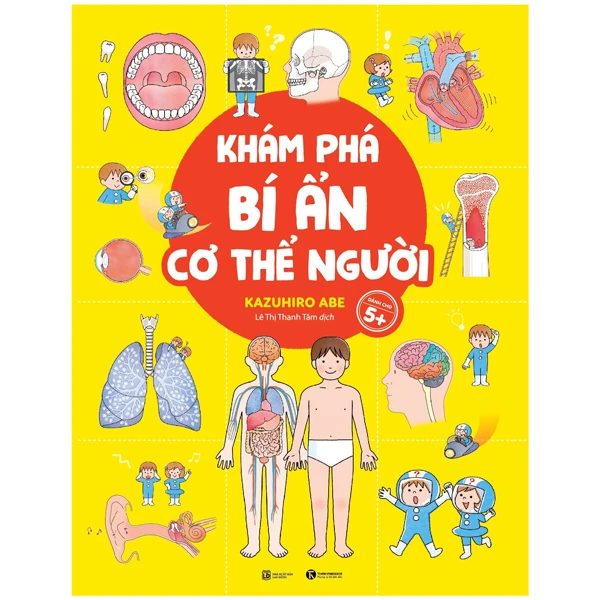 KHÁM PHÁ
BÍ ẨN
CƠ THỂ NGƯỜI
KAZUHIRO ABE
Lê Thị Thanh Tâm dịch
DÀNH CHO
5+